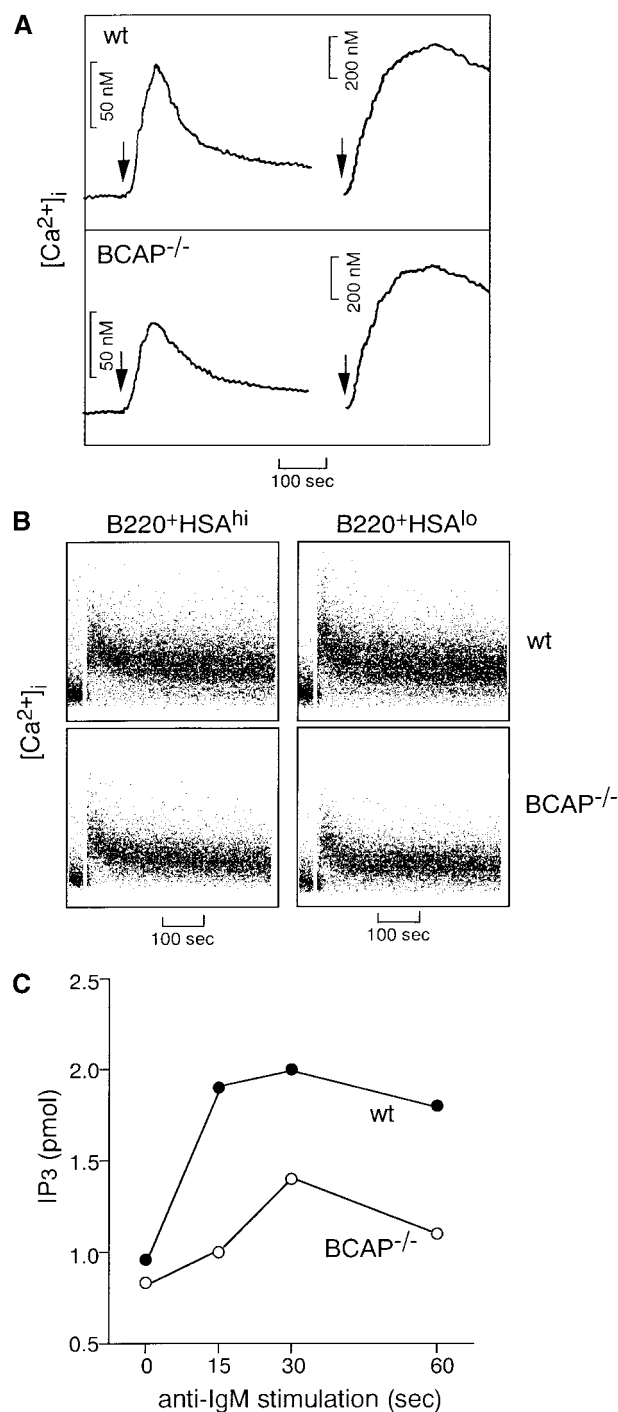 A
wt
50 nM
200 nM
[Ca²⁺]i
BCAP⁻/⁻
50 nM
200 nM
100 sec
B
B220⁺HSAʰⁱ
B220⁺HSAˡᵒ
wt
[Ca²⁺]i
BCAP⁻/⁻
100 sec
100 sec
C
2.5
2.0
1.5
1.0
0.5
IP3 (pmol)
wt
BCAP⁻/⁻
0
15
30
60
anti-IgM stimulation (sec)